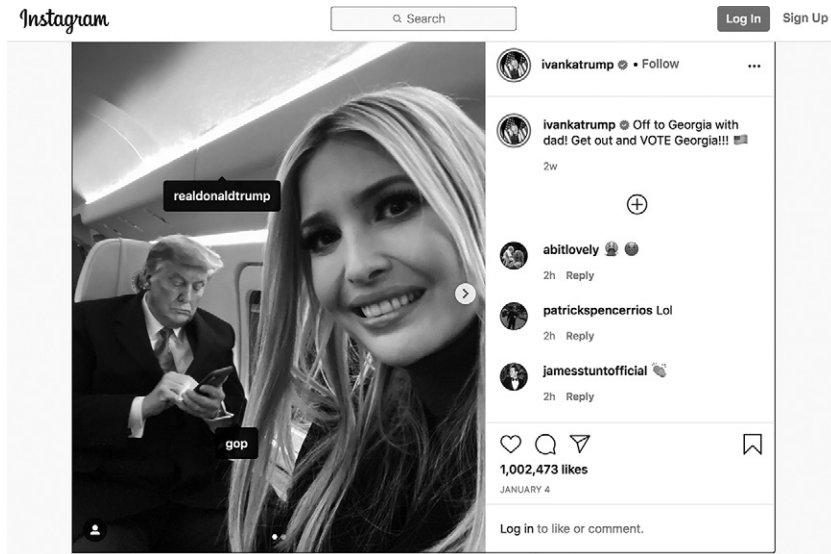 Instagram
Search
Log In
Sign Up
realdonaldtrump
gop
ivankatrump • Follow
ivankatrump Off to Georgia with
dad! Get out and VOTE Georgia!!!
2w
abitlovely
2h Reply
patrickspencerrios Lol
2h Reply
jamesstuntofficial
2h Reply
1,002,473 likes
JANUARY 4
Log in to like or comment.